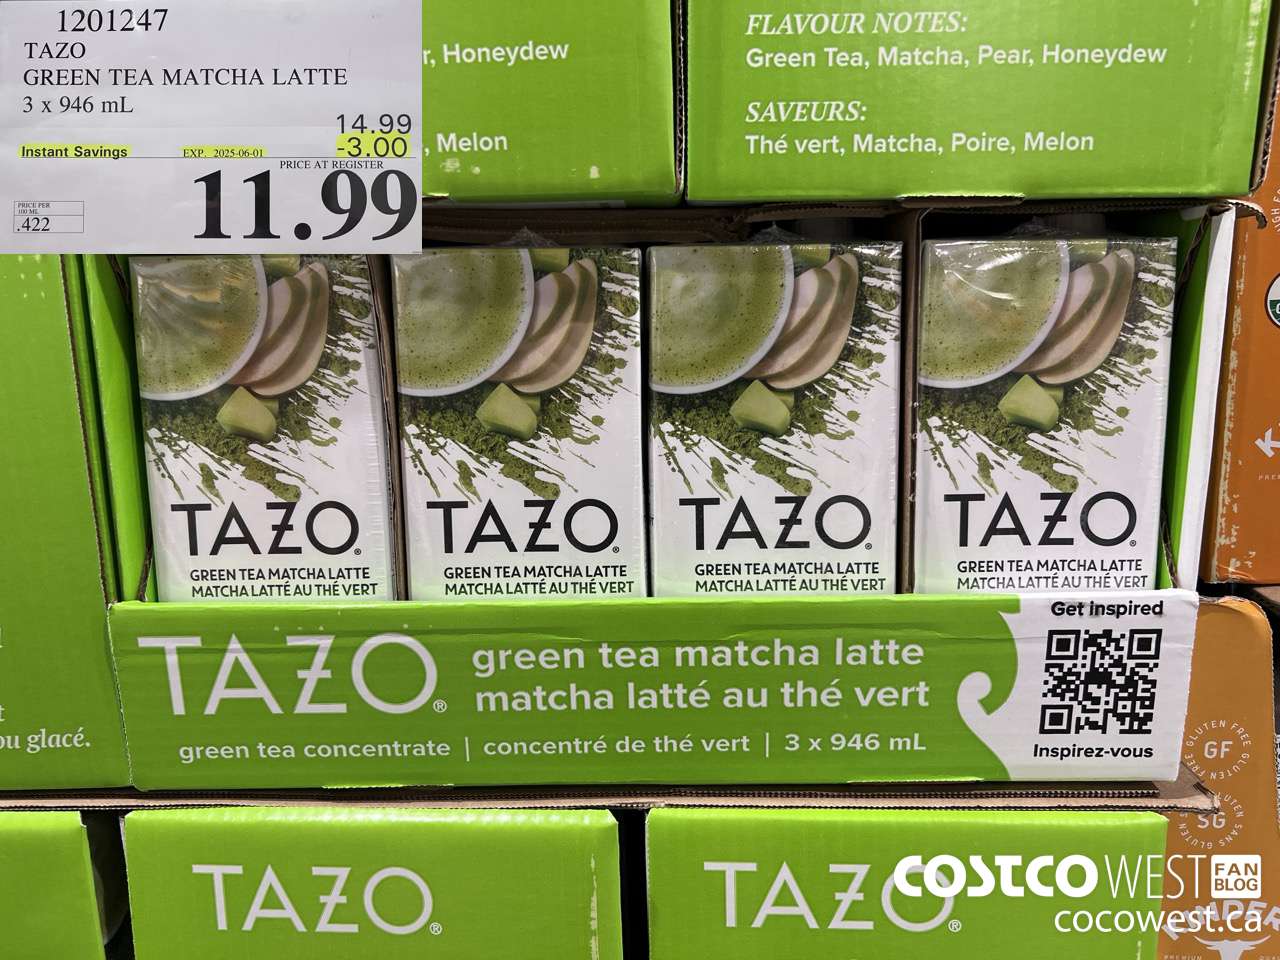 1201247
TAZO
GREEN TEA MATCHA LATTE
3 x 946 mL
14.99
Instant Savings EXP. 2025-06-01 -3.00
PRICE AT REGISTER
11.99
PRICE PER
100 ML
.422
r, Honeydew
, Melon
FLAVOUR NOTES:
Green Tea, Matcha, Pear, Honeydew
SAVEURS:
Thé vert, Matcha, Poire, Melon
TAZO®
GREEN TEA MATCHA LATTE
MATCHA LATTÉ AU THÉ VERT
TAZO®
GREEN TEA MATCHA LATTE
MATCHA LATTÉ AU THÉ VERT
TAZO®
GREEN TEA MATCHA LATTE
MATCHA LATTÉ AU THÉ VERT
TAZO®
GREEN TEA MATCHA LATTE
MATCHA LATTÉ AU THÉ VERT
TAZO®
green tea matcha latte
matcha latté au thé vert
green tea concentrate | concentré de thé vert | 3 x 946 mL
Get inspired
Inspirez-vous
ou glacé.
GLUTEN FREE
GF
SG
TAZO®
TAZO®
COSTCO WEST FAN BLOG
cocowest.ca